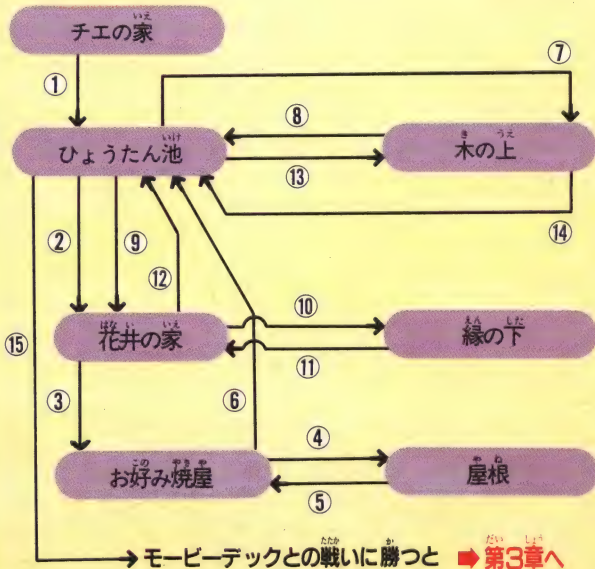 チエの家
①
⑦
⑧
ひょうたん池
木の上
⑬
②
⑨
⑭
⑫
⑩
花井の家
縁の下
⑮
⑪
③
⑥
④
お好み焼屋
屋根
⑤
モービーデックとの戦いに勝つと ➡ 第3章へ